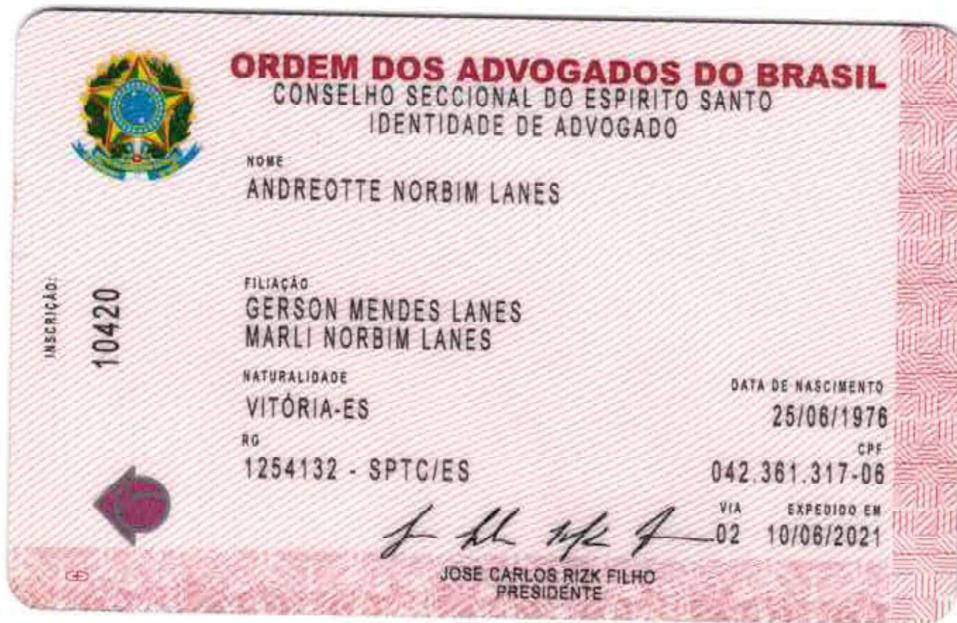 ORDEM DOS ADVOGADOS DO BRASIL
CONSELHO SECCIONAL DO ESPIRITO SANTO
IDENTIDADE DE ADVOGADO
NOME
ANDREOTTE NORBIM LANES
INSCRIÇÃO:
10420
FILIAÇÃO
GERSON MENDES LANES
MARLI NORBIM LANES
NATURALIDADE
VITÓRIA-ES
DATA DE NASCIMENTO
25/06/1976
RG
1254132 - SPTC/ES
CPF
042.361.317-06
VIA
02
EXPEDIDO EM
10/06/2021
JOSE CARLOS RIZK FILHO
PRESIDENTE